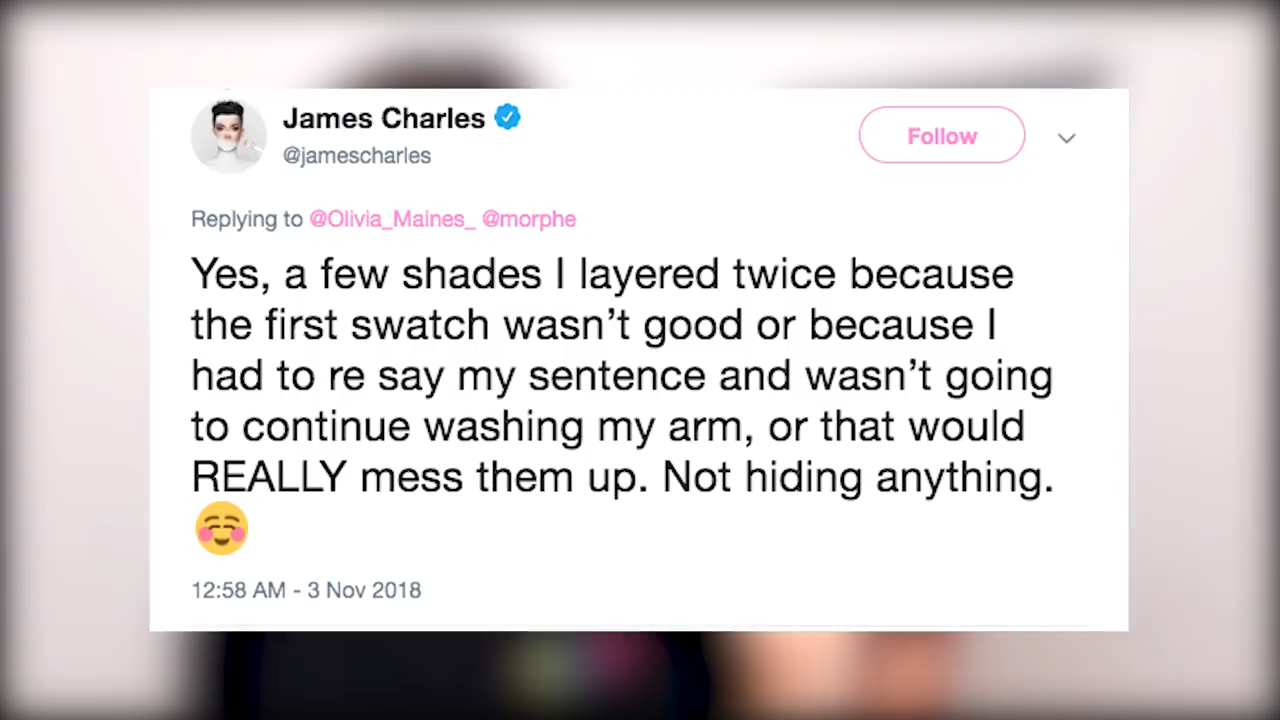 James Charles
@jamescharles
Follow
Replying to @Olivia_Maines_ @morphe
Yes, a few shades I layered twice because
the first swatch wasn’t good or because I
had to re say my sentence and wasn’t going
to continue washing my arm, or that would
REALLY mess them up. Not hiding anything.
☺️
12:58 AM - 3 Nov 2018